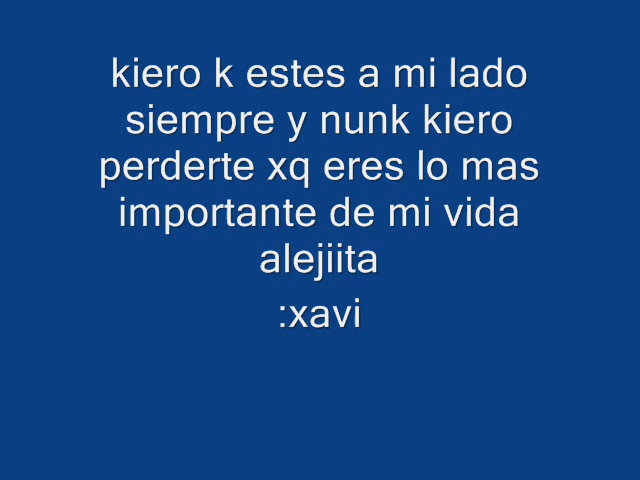 kiero k estes a mi lado
siempre y nunk kiero
perderte xq eres lo mas
importante de mi vida
alejiita
:xavi